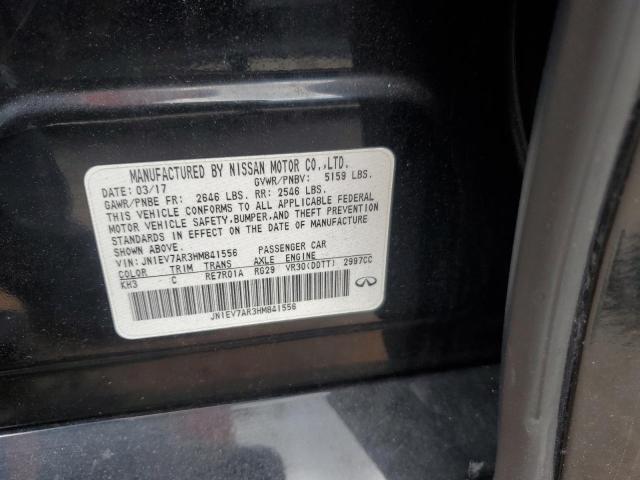 MANUFACTURED BY NISSAN MOTOR CO.,LTD.
DATE: 03/17 GVWR/PNBV: 5159 LBS.
GAWR/PNBE FR: 2646 LBS. RR: 2546 LBS.
THIS VEHICLE CONFORMS TO ALL APPLICABLE FEDERAL
MOTOR VEHICLE SAFETY,BUMPER,AND THEFT PREVENTION
STANDARDS IN EFFECT ON THE DATE OF MANUFACTURE
SHOWN ABOVE.
VIN: JN1EV7AR3HM841556 PASSENGER CAR
COLOR TRIM TRANS AXLE ENGINE
KH3 C RE7R01A RG29 VR30(DDTT) 2997CC
JN1EV7AR3HM841556